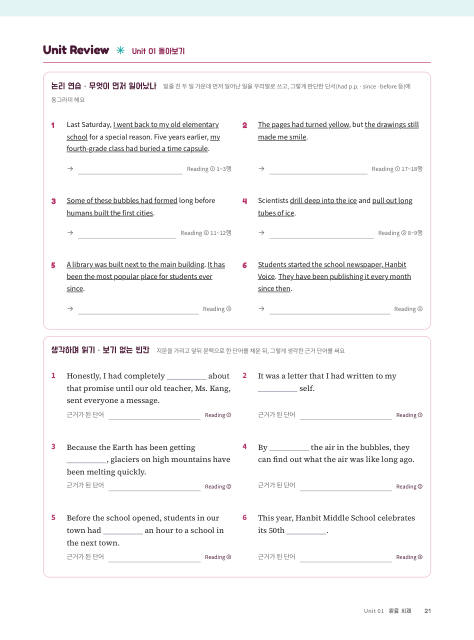 Unit Review ✳ Unit 01 돌아보기
논리 연습 · 무엇이 먼저 일어났나 밑줄 친 두 일 가운데 먼저 일어난 일을 우리말로 쓰고, 그렇게 판단한 단서(had p.p. · since · before 등)에
동그라미 해요
1 Last Saturday, I went back to my old elementary
school for a special reason. Five years earlier, my
fourth-grade class had buried a time capsule.
→ Reading ① 1~3행
2 The pages had turned yellow, but the drawings still
made me smile.
→ Reading ① 17~18행
3 Some of these bubbles had formed long before
humans built the first cities.
→ Reading ② 11~12행
4 Scientists drill deep into the ice and pull out long
tubes of ice.
→ Reading ② 8~9행
5 A library was built next to the main building. It has
been the most popular place for students ever
since.
→ Reading ③
6 Students started the school newspaper, Hanbit
Voice. They have been publishing it every month
since then.
→ Reading ③
생각하며 읽기 · 보기 없는 빈칸 지문을 가리고 앞뒤 문맥으로 한 단어를 채운 뒤, 그렇게 생각한 근거 단어를 써요
1 Honestly, I had completely __________ about
that promise until our old teacher, Ms. Kang,
sent everyone a message.
근거가 된 단어 Reading ①
2 It was a letter that I had written to my
__________ self.
근거가 된 단어 Reading ①
3 Because the Earth has been getting
__________, glaciers on high mountains have
been melting quickly.
근거가 된 단어 Reading ②
4 By __________ the air in the bubbles, they
can find out what the air was like long ago.
근거가 된 단어 Reading ②
5 Before the school opened, students in our
town had __________ an hour to a school in
the next town.
근거가 된 단어 Reading ③
6 This year, Hanbit Middle School celebrates
its 50th __________.
근거가 된 단어 Reading ③
Unit 01 21